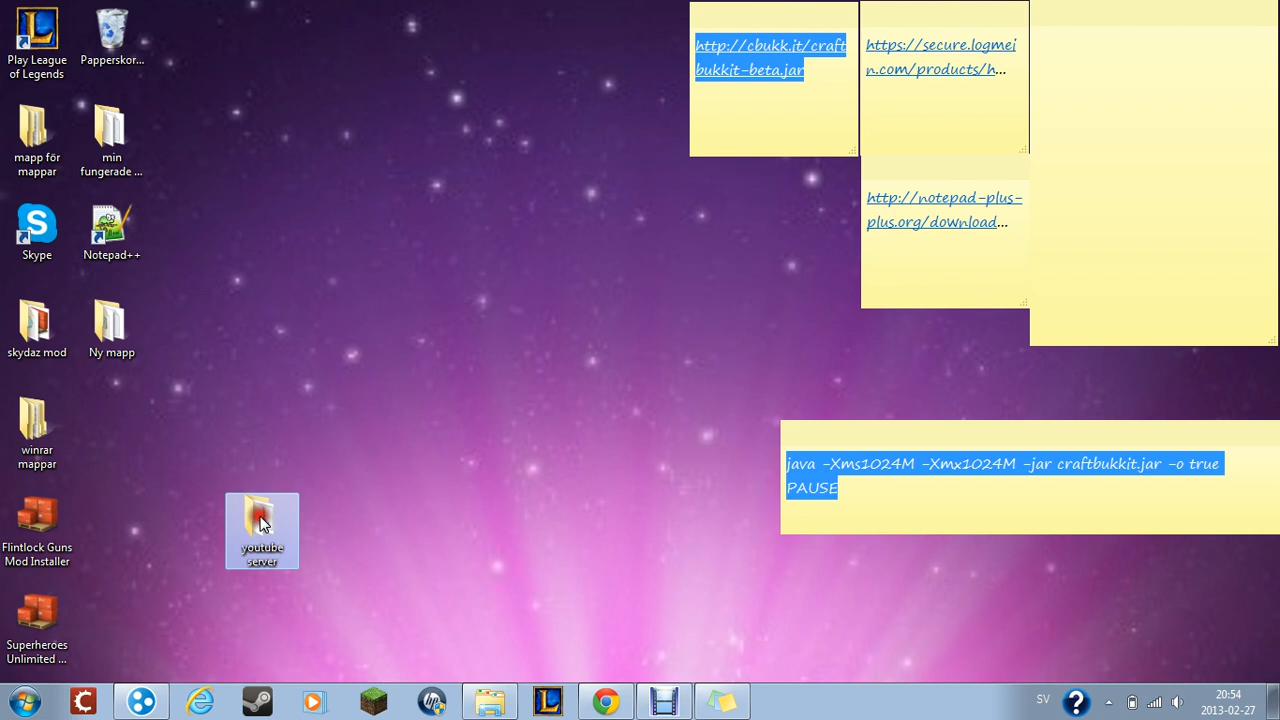 Play League
of Legends
Papperskor...
mapp för
mappar
min
fungerade ...
Skype
Notepad++
skydaz mod
Ny mapp
winrar
mappar
Flintlock Guns
Mod Installer
Superheroes
Unlimited ...
youtube
server
http://cbukk.it/craft
bukkit-beta.jar
https://secure.logmei
n.com/products/h...
http://notepad-plus-
plus.org/download...
java -Xms1024M -Xmx1024M -jar craftbukkit.jar -o true
PAUSE
SV
20:54
2013-02-27